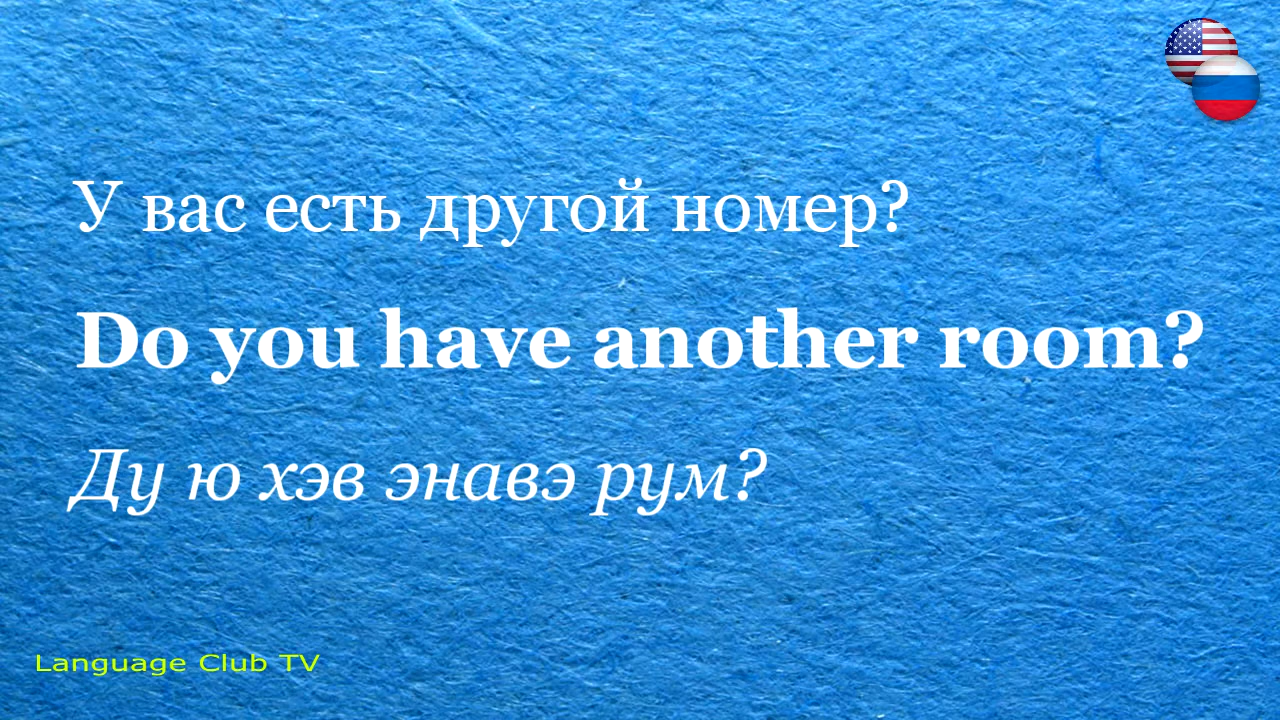 У вас есть другой номер?
Do you have another room?
Ду ю хэв энавэ рум?
Language Club TV